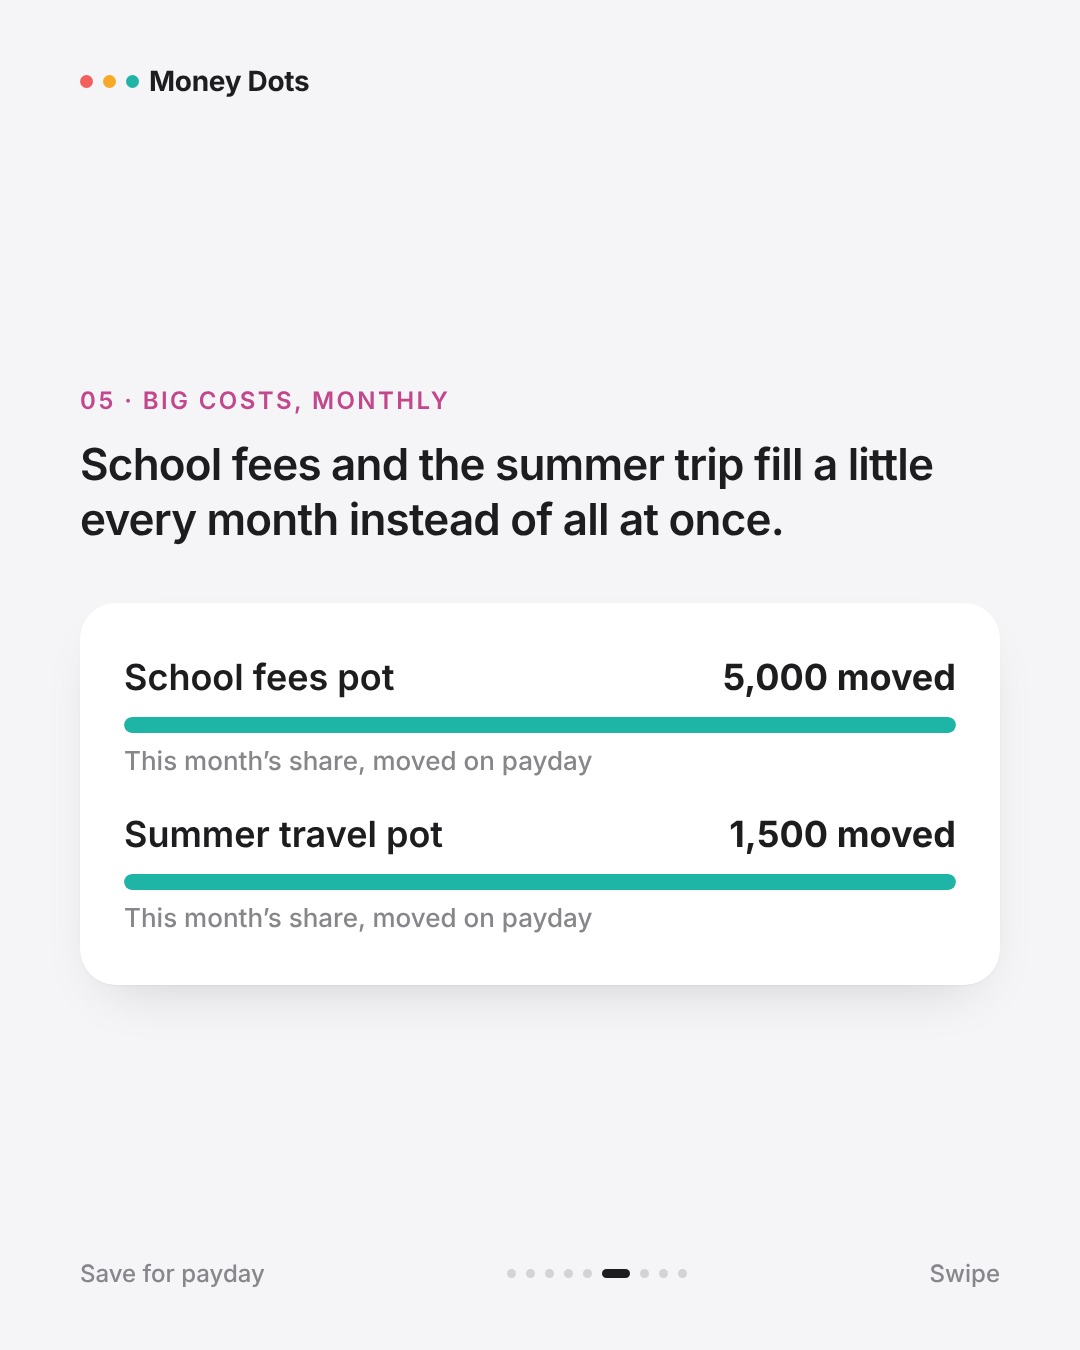 Money Dots
05 · BIG COSTS, MONTHLY
School fees and the summer trip fill a little
every month instead of all at once.
School fees pot 5,000 moved
This month’s share, moved on payday
Summer travel pot 1,500 moved
This month’s share, moved on payday
Save for payday Swipe